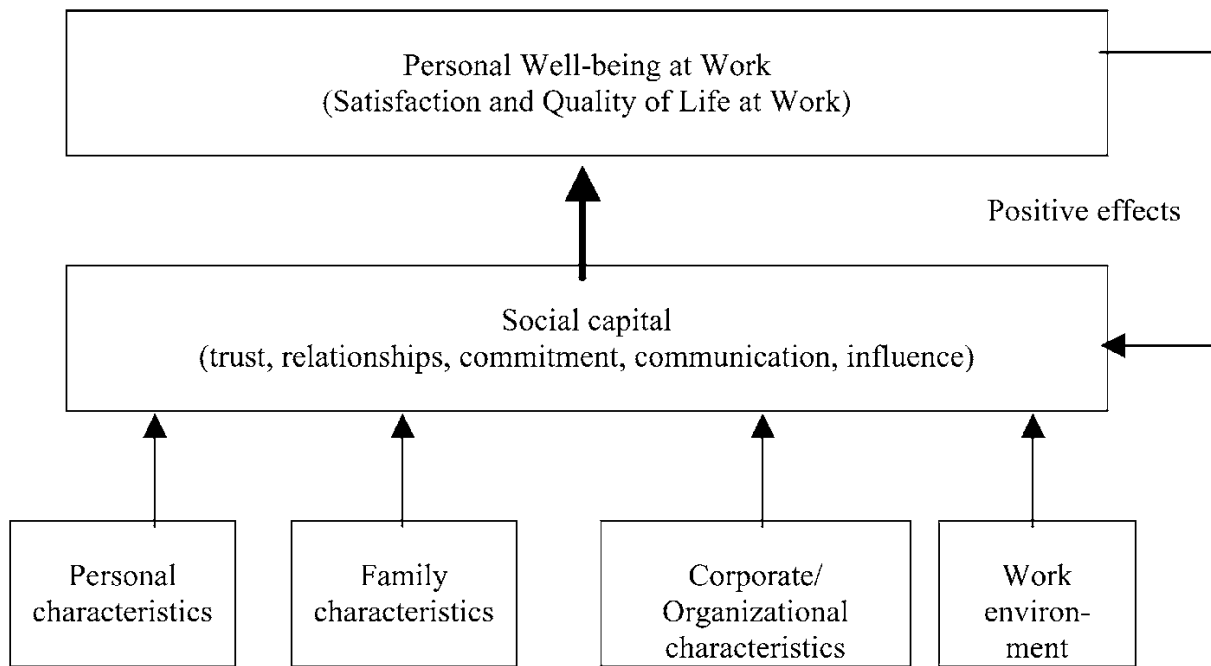 Personal Well-being at Work
(Satisfaction and Quality of Life at Work)
Positive effects
Social capital
(trust, relationships, commitment, communication, influence)
Personal
characteristics
Family
characteristics
Corporate/
Organizational
characteristics
Work
environ-
ment